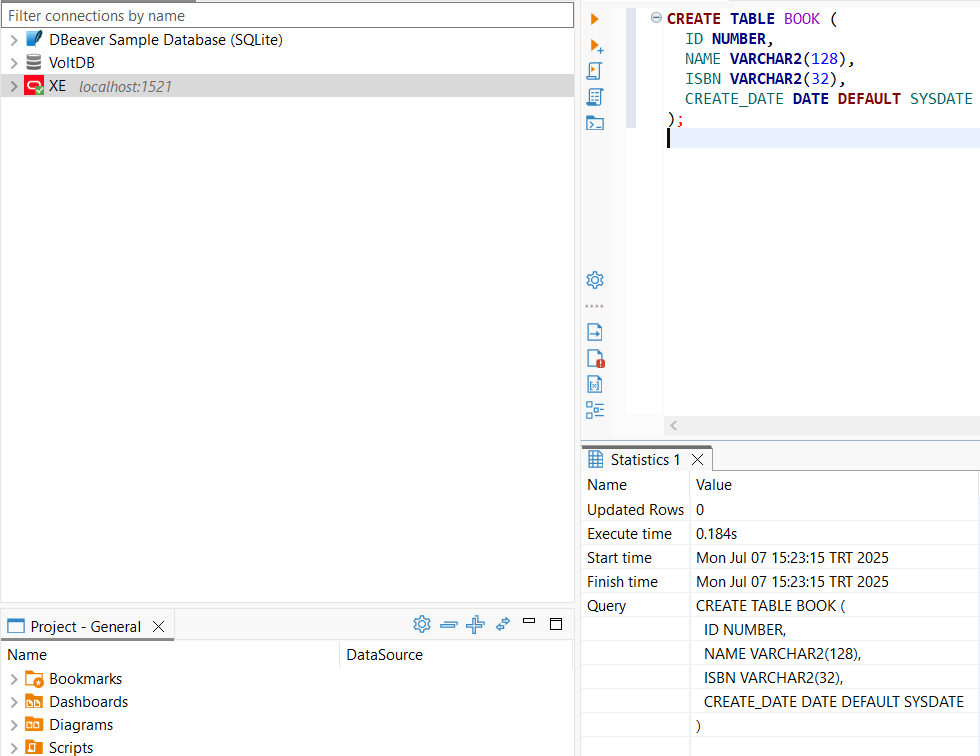 Filter connections by name
DBeaver Sample Database (SQLite)
VoltDB
XE localhost:1521
CREATE TABLE BOOK (
ID NUMBER,
NAME VARCHAR2(128),
ISBN VARCHAR2(32),
CREATE_DATE DATE DEFAULT SYSDATE
);
Statistics 1
Name Value
Updated Rows 0
Execute time 0.184s
Start time Mon Jul 07 15:23:15 TRT 2025
Finish time Mon Jul 07 15:23:15 TRT 2025
Query CREATE TABLE BOOK (
ID NUMBER,
NAME VARCHAR2(128),
ISBN VARCHAR2(32),
CREATE_DATE DATE DEFAULT SYSDATE
)
Project - General
Name DataSource
Bookmarks
Dashboards
Diagrams
Scripts